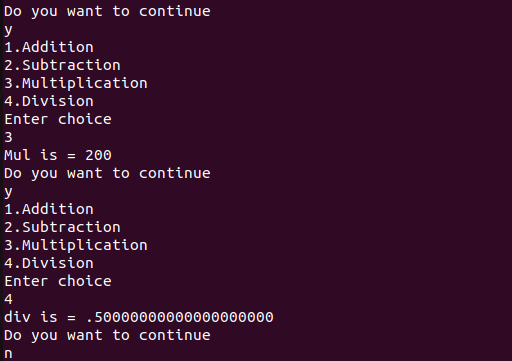 Do you want to continue
y
1.Addition
2.Subtraction
3.Multiplication
4.Division
Enter choice
3
Mul is = 200
Do you want to continue
y
1.Addition
2.Subtraction
3.Multiplication
4.Division
Enter choice
4
div is = .50000000000000000000
Do you want to continue
n